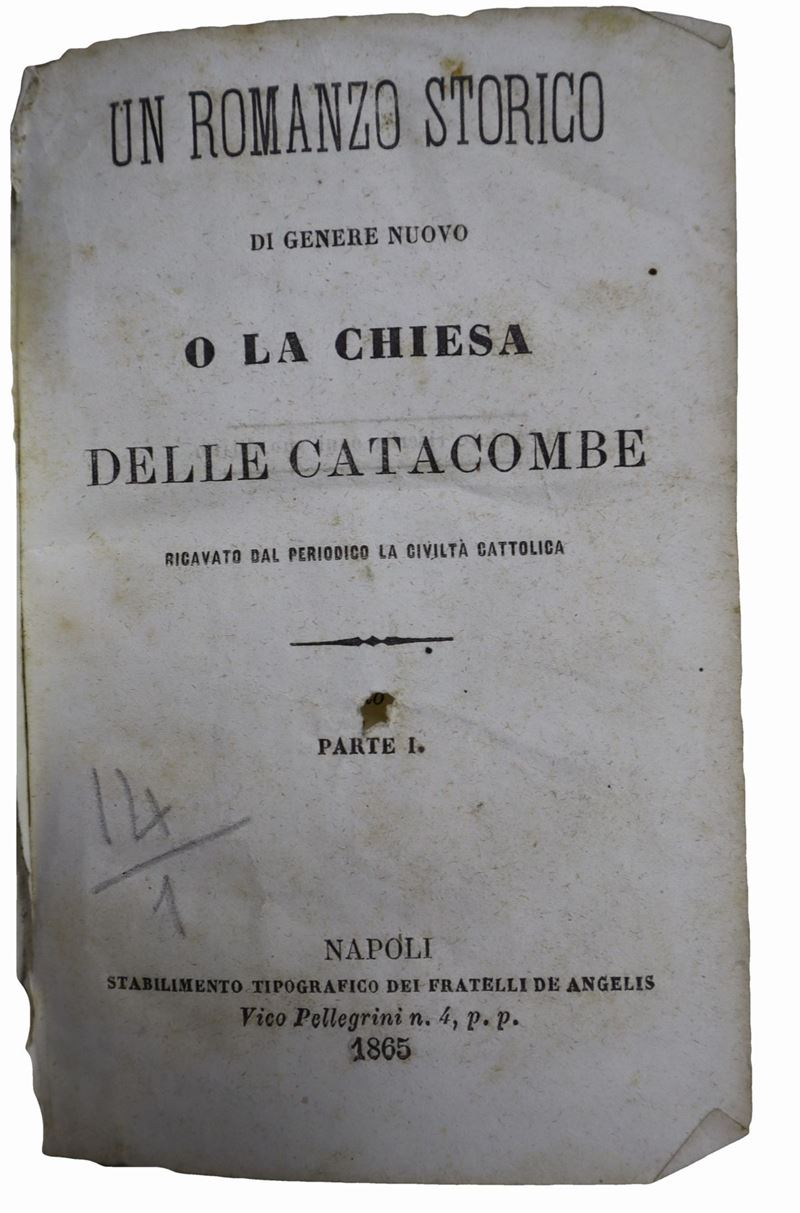 UN ROMANZO STORICO
DI GENERE NUOVO
O LA CHIESA
DELLE CATACOMBE
RICAVATO DAL PERIODICO LA CIVILTÀ CATTOLICA
PARTE I.
14
1
NAPOLI
STABILIMENTO TIPOGRAFICO DEI FRATELLI DE ANGELIS
Vico Pellegrini n. 4, p. p.
1865